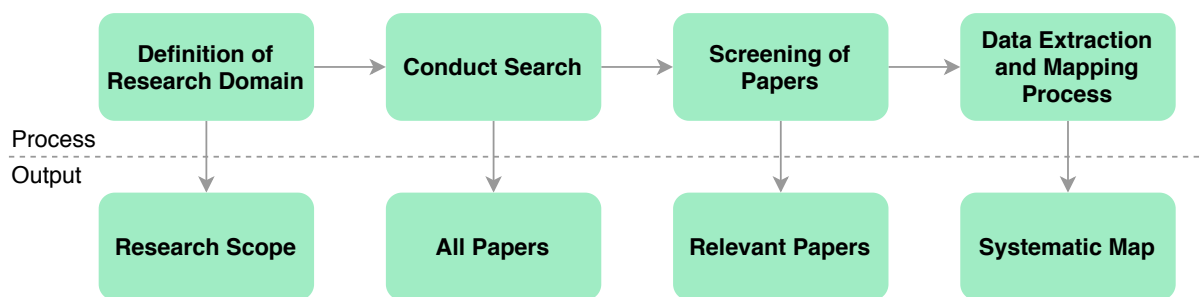 Definition of
Research Domain
Conduct Search
Screening of
Papers
Data Extraction
and Mapping
Process
Process
Output
Research Scope
All Papers
Relevant Papers
Systematic Map